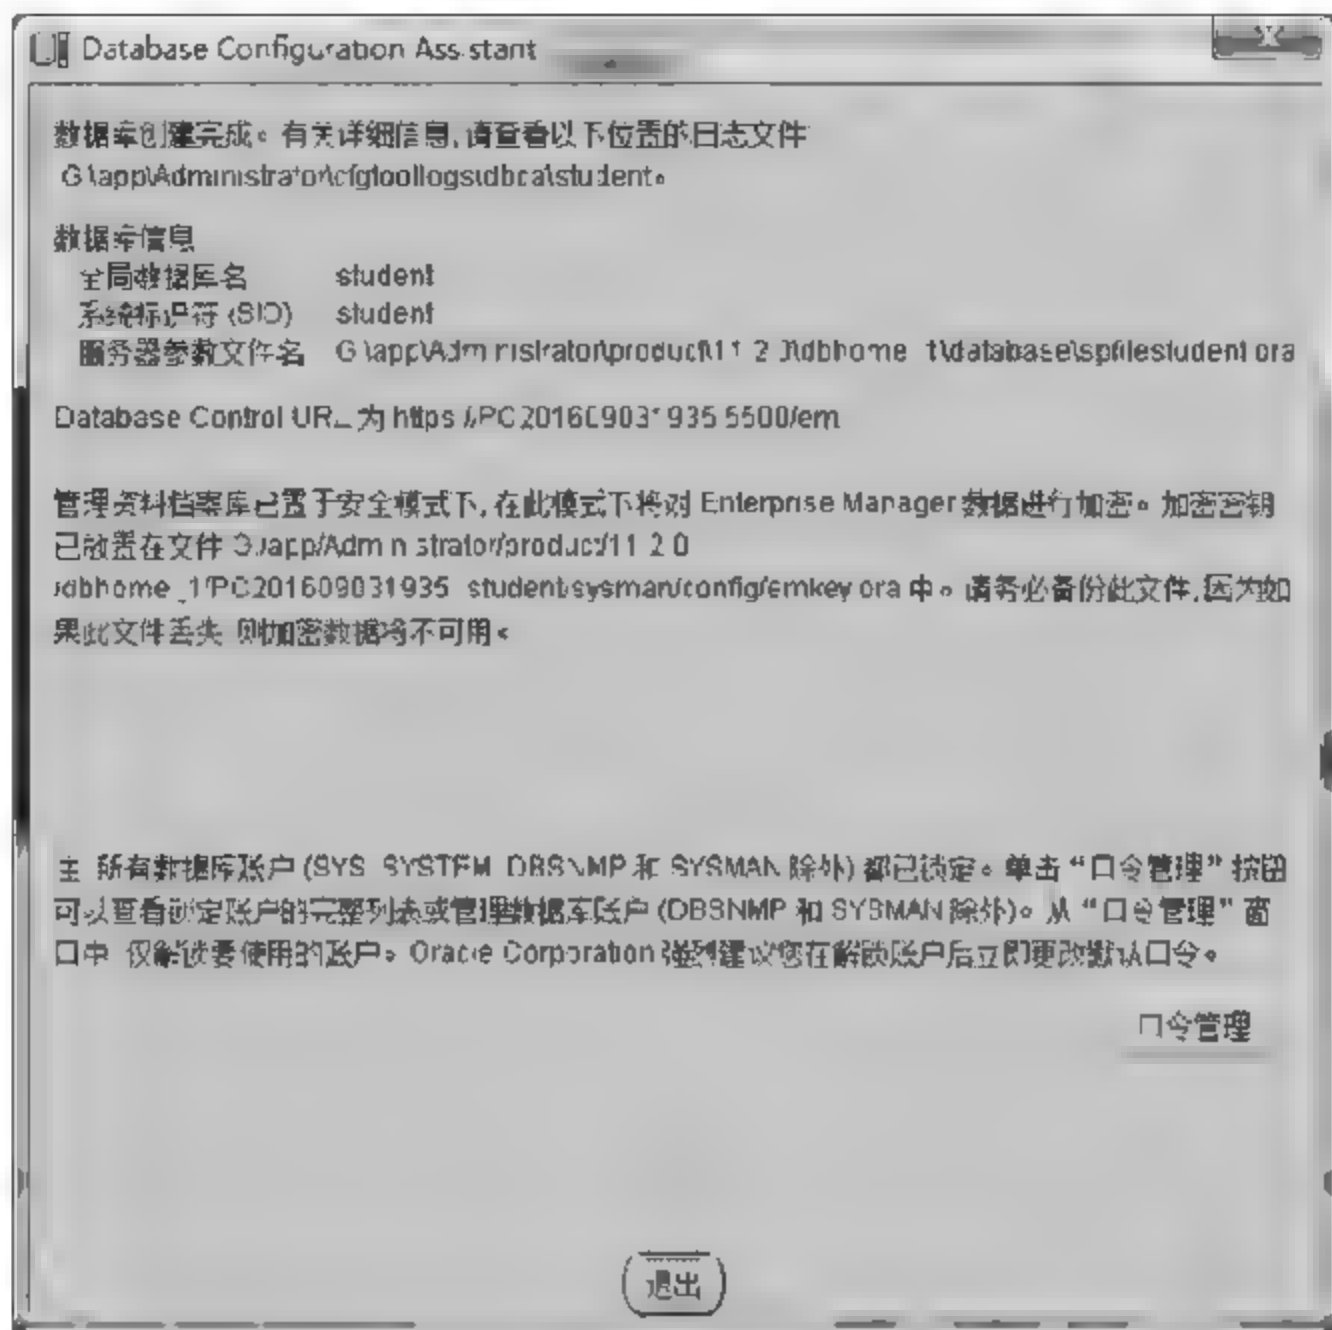 Database Configuration Assistant
数据库创建完成。有关详细信息,请查看以下位置的日志文件
G:\app\Administrator\cfgtoollogs\dbca\student。
数据库信息
全局数据库名 student
系统标识符 (SID) student
服务器参数文件名 G:\app\Administrator\product\11.2.0\dbhome_1\database\spfilestudent.ora
Database Control URL 为 https://PC201609031935:5500/em
管理资料档案库已置于安全模式下,在此模式下将对 Enterprise Manager 数据进行加密。加密密钥
已放置在文件 G:/app/Administrator/product/11.2.0
/dbhome_1/PC201609031935_student/sysman/config/emkey.ora 中。请务必备份此文件,因为如
果此文件丢失,则加密数据将不可用。
注: 所有数据库账户 (SYS, SYSTEM, DBSNMP 和 SYSMAN 除外) 都已锁定。单击“口令管理”按钮
可以查看锁定账户的完整列表或管理数据库账户 (DBSNMP 和 SYSMAN 除外)。从“口令管理”窗
口中,仅解锁要使用的账户。Oracle Corporation 强烈建议您在解锁账户后立即更改默认口令。
口令管理
退出